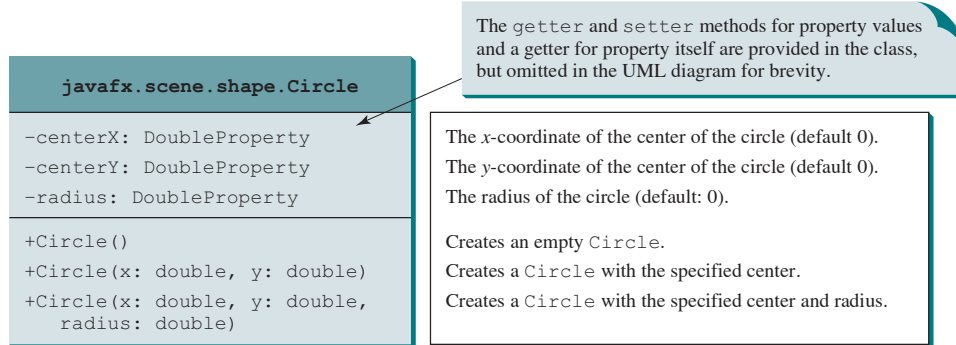 The getter and setter methods for property values
and a getter for property itself are provided in the class,
but omitted in the UML diagram for brevity.
javafx.scene.shape.Circle
-centerX: DoubleProperty
-centerY: DoubleProperty
-radius: DoubleProperty
The x-coordinate of the center of the circle (default 0).
The y-coordinate of the center of the circle (default 0).
The radius of the circle (default: 0).
+Circle()
+Circle(x: double, y: double)
+Circle(x: double, y: double,
radius: double)
Creates an empty Circle.
Creates a Circle with the specified center.
Creates a Circle with the specified center and radius.